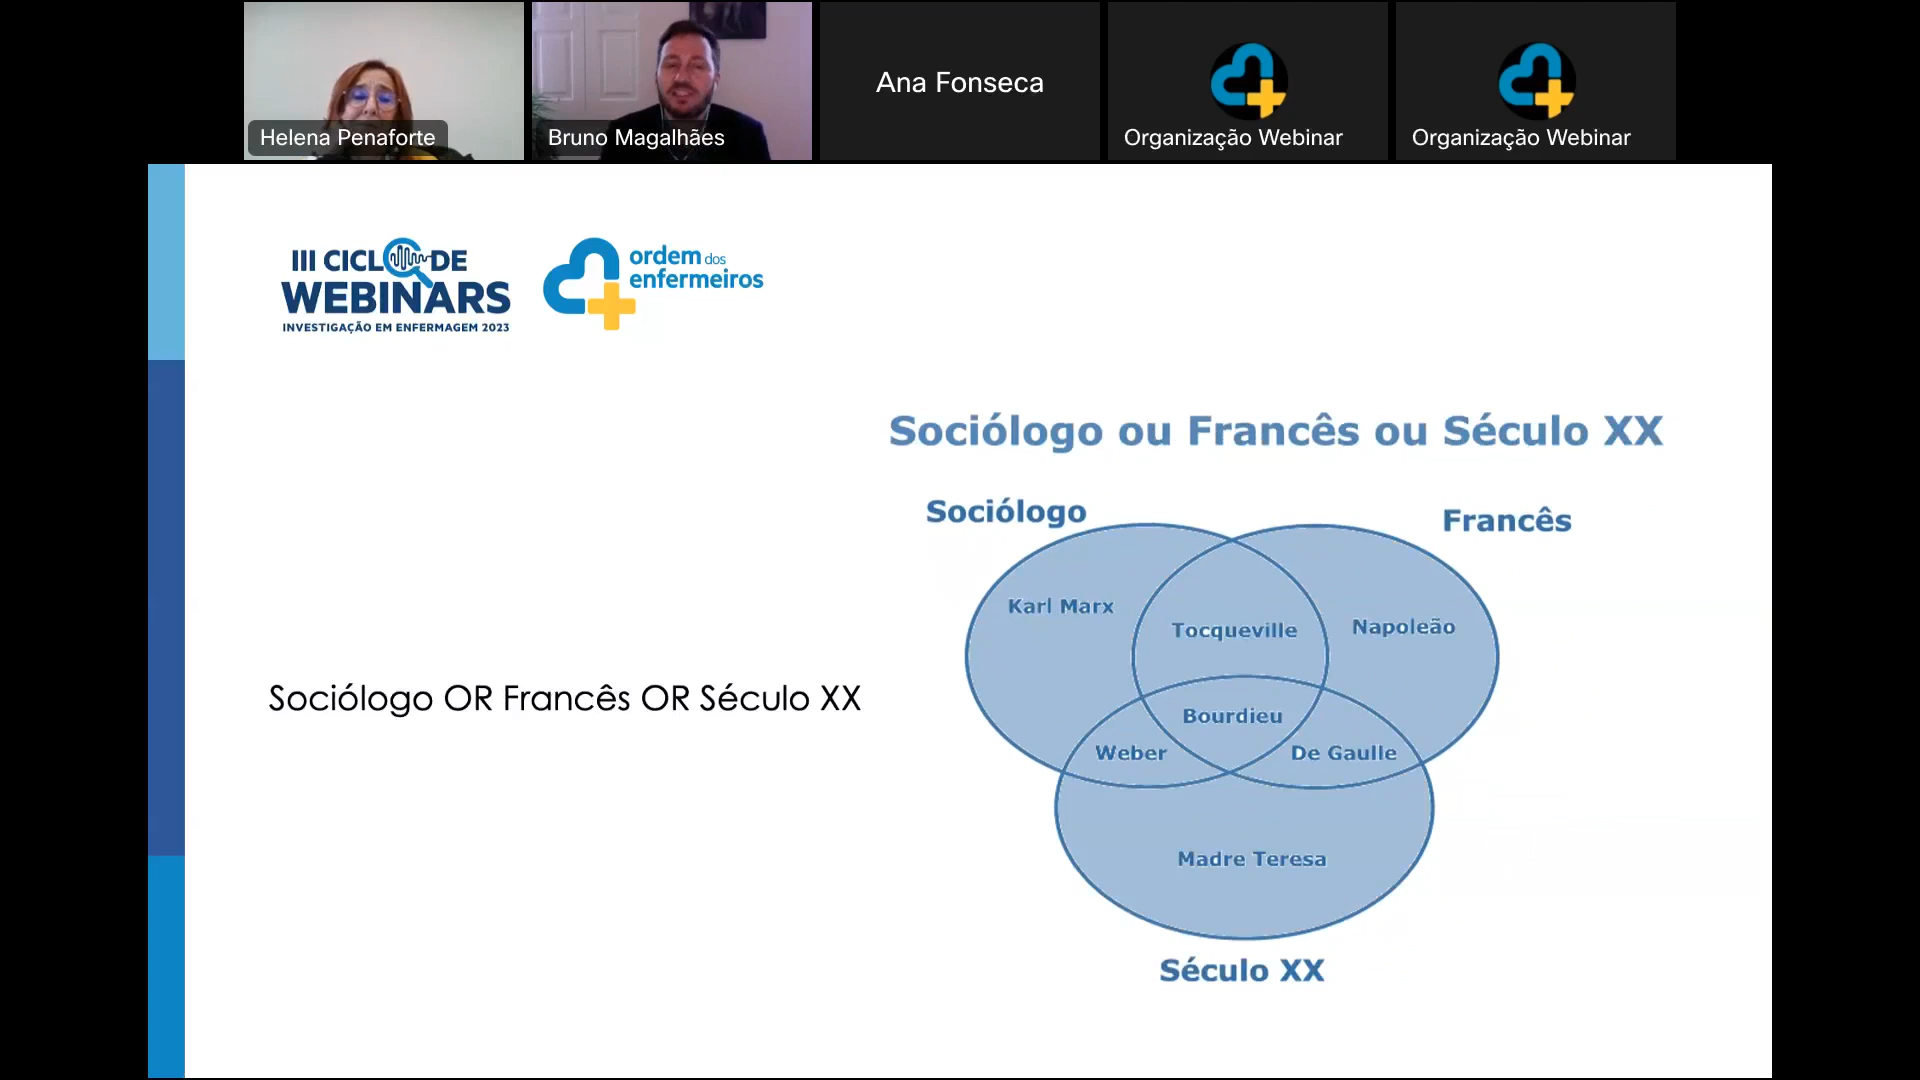 Helena Penaforte
Bruno Magalhães
Ana Fonseca
Organização Webinar
Organização Webinar
III CICLO DE
WEBINARS
INVESTIGAÇÃO EM ENFERMAGEM 2023
ordem dos
enfermeiros
Sociólogo ou Francês ou Século XX
Sociólogo
Francês
Karl Marx
Tocqueville
Napoleão
Sociólogo OR Francês OR Século XX
Bourdieu
Weber
De Gaulle
Madre Teresa
Século XX